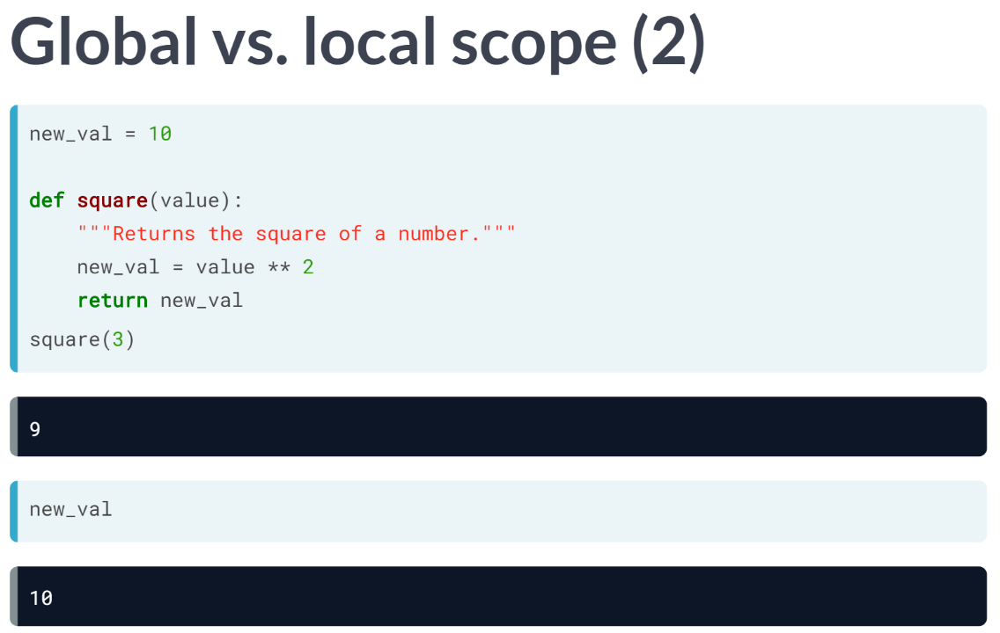 Global vs. local scope (2)
new_val = 10
def square(value):
    """Returns the square of a number."""
    new_val = value ** 2
    return new_val
square(3)
9
new_val
10